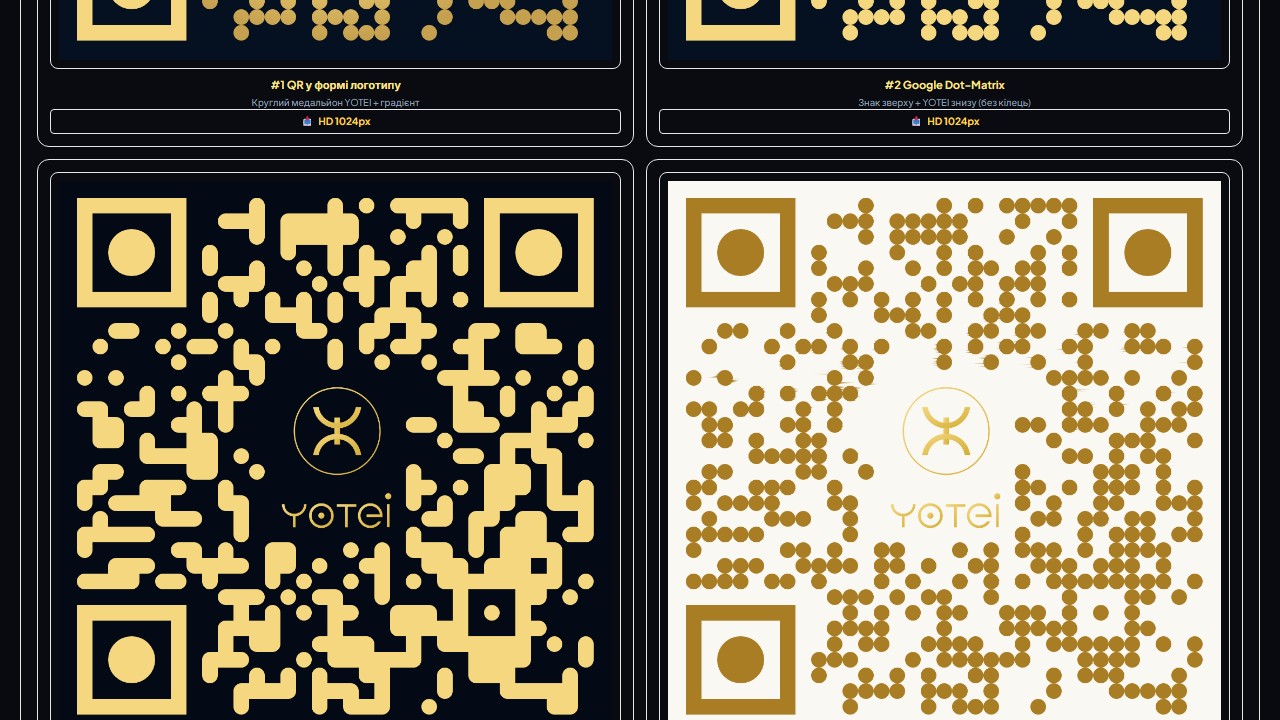 #1 QR у формі логотипу
Круглий медальйон YOTEI + градієнт
HD 1024px
#2 Google Dot-Matrix
Знак зверху + YOTEI знизу (без кілець)
HD 1024px
YOTEI
YOTEI